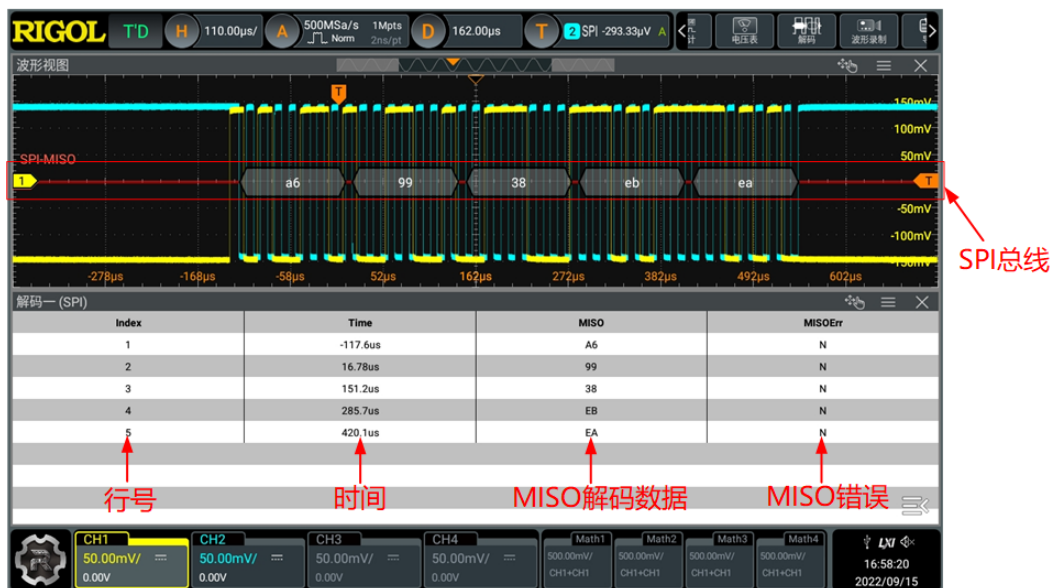 RIGOL T'D H 110.00μs/ A 500MSa/s Norm 1Mpts 2ns/pt D 162.00μs T 2 SPI -293.33μV A 电压表 解码 波形录制
波形视图
T
150mV
100mV
SPI-MISO 50mV
1 a6 99 38 eb ea T
-50mV
-100mV
SPI总线
-150mV
-278μs -168μs -58μs 52μs 162μs 272μs 382μs 492μs 602μs
解码一 (SPI)
Index Time MISO MISOErr
1 -117.6us A6 N
2 16.78us 99 N
3 151.2us 38 N
4 285.7us EB N
5 420.1us EA N
行号 时间 MISO解码数据 MISO错误
CH1 CH2 CH3 CH4 Math1 Math2 Math3 Math4 LXI
50.00mV/ 50.00mV/ 50.00mV/ 50.00mV/ 500.00mV/ 500.00mV/ 500.00mV/ 500.00mV/ 16:58:20
0.00V 0.00V 0.00V 0.00V CH1+CH1 CH1+CH1 CH1+CH1 CH1+CH1 2022/09/15